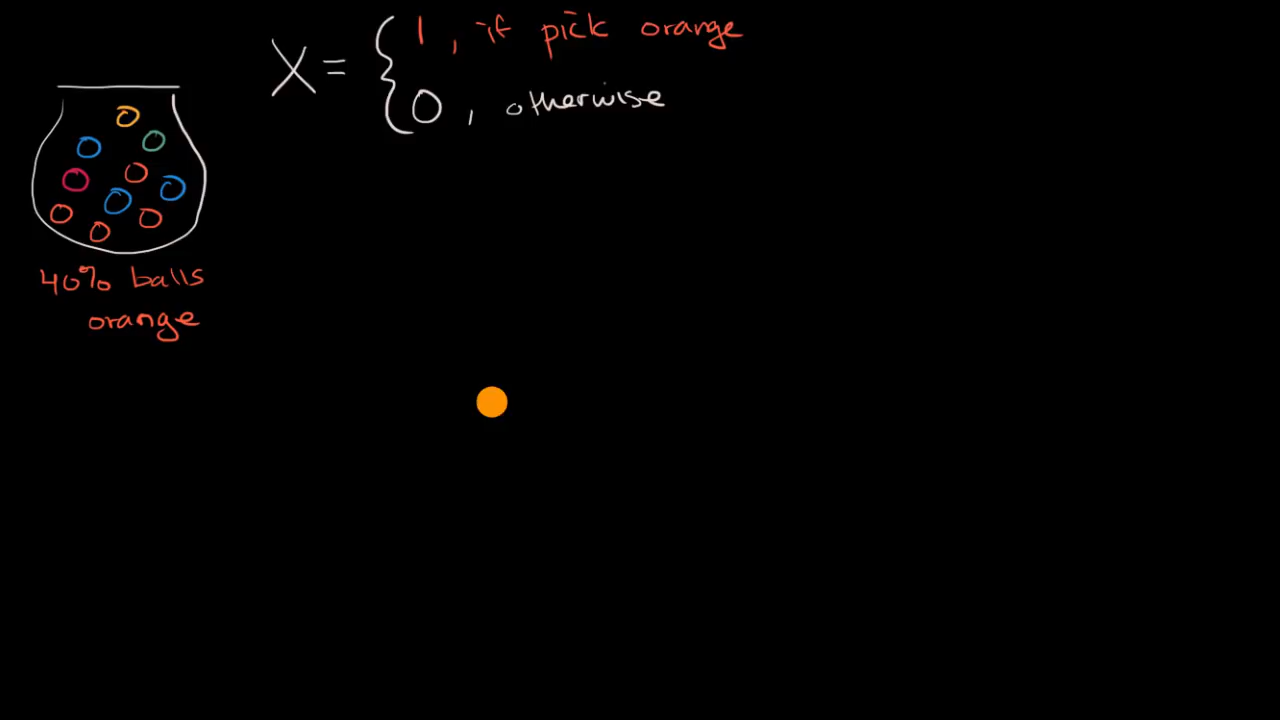 X = { 1, if pick orange
0, otherwise
40% balls
orange